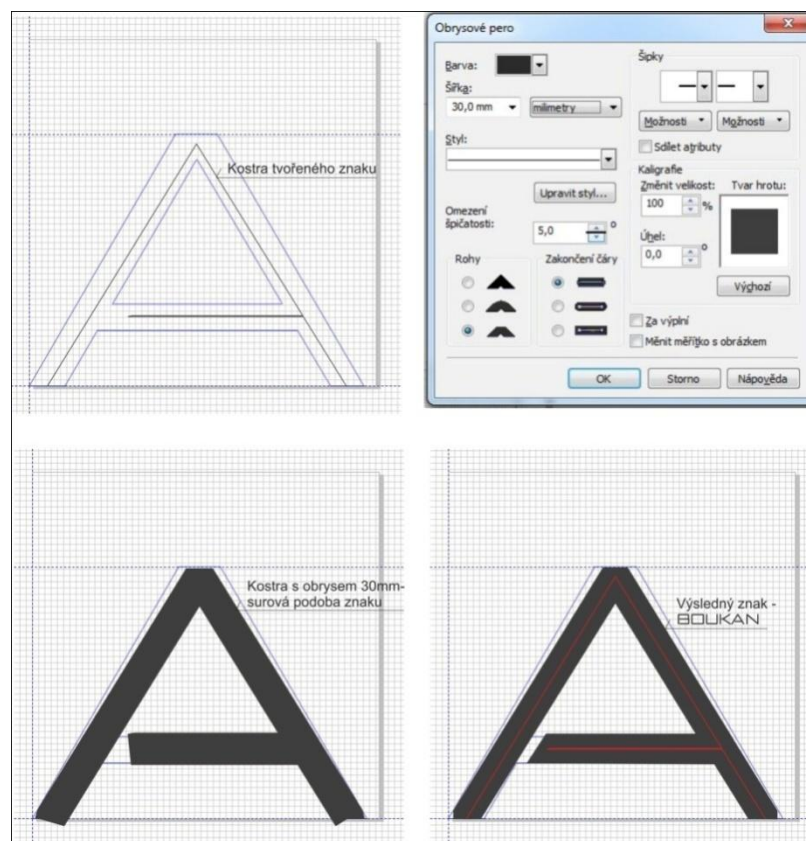 Kostra tvořeného znaku
Obrysové pero
Barva:
Šířka:
30,0 mm
milmetry
Styl:
Upravit styl...
Omezení
špičatosti:
5,0
°
Rohy
Zakončení čáry
Šipky
Možnosti
Možnosti
Sdílet atributy
Kaligrafie
Změnit velikost:
Tvar hrotu:
100
%
Úhel:
0,0
°
Výchozí
Za výplní
Měnit měřítko s obrázkem
OK
Storno
Nápověda
Kostra s obrysem 30mm-
surová podoba znaku
Výsledný znak -
BOUKAN